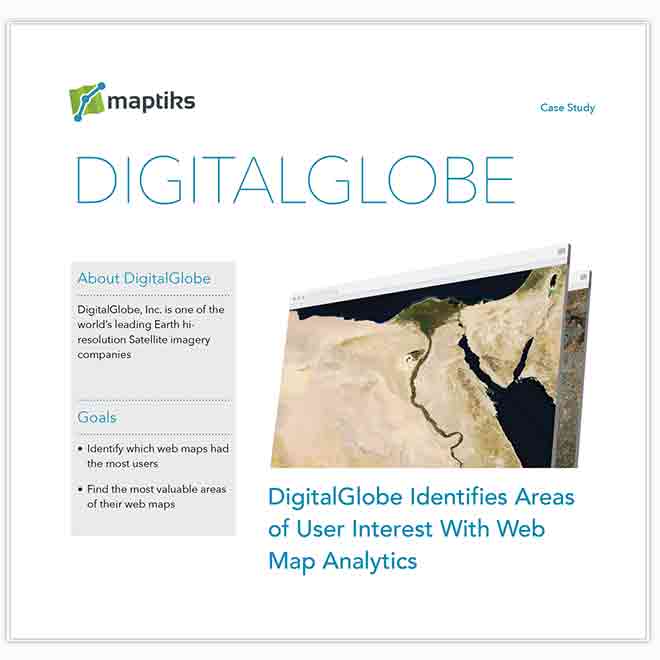 maptiks
Case Study
DIGITALGLOBE
About DigitalGlobe
DigitalGlobe, Inc. is one of the
world's leading Earth hi-
resolution Satellite imagery
companies
Goals
• Identify which web maps had
the most users
• Find the most valuable areas
of their web maps
DigitalGlobe Identifies Areas
of User Interest With Web
Map Analytics